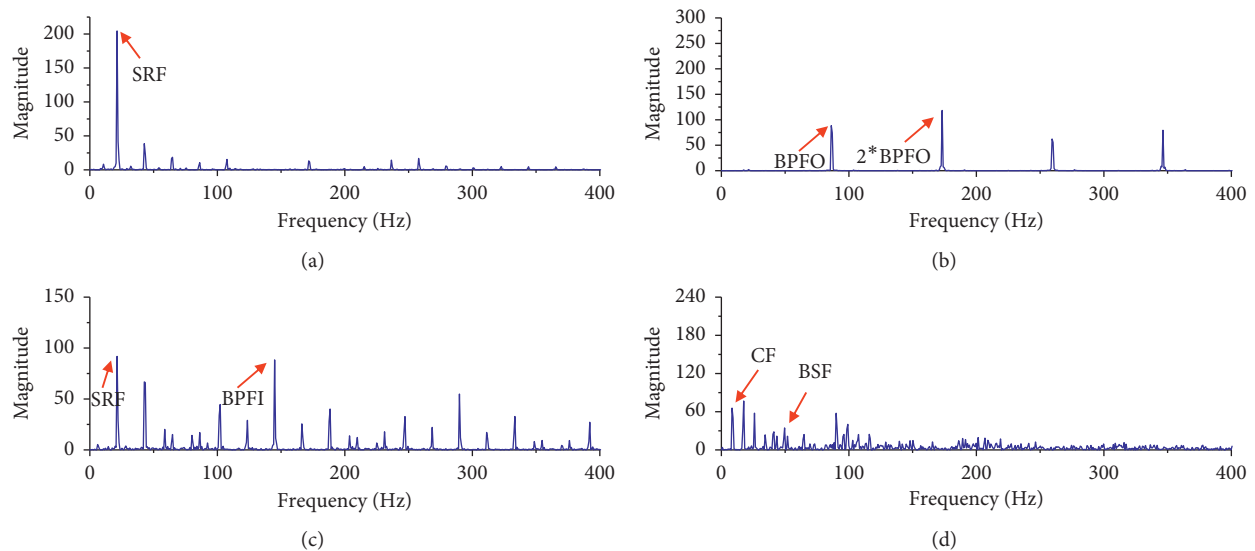 200
150
100
50
0
Magnitude
SRF
0 100 200 300 400
Frequency (Hz)
(a)
300
250
200
150
100
50
0
Magnitude
BPFO
2*BPFO
0 100 200 300 400
Frequency (Hz)
(b)
150
100
50
0
Magnitude
SRF
BPFI
0 100 200 300 400
Frequency (Hz)
(c)
240
180
120
60
0
Magnitude
CF
BSF
0 100 200 300 400
Frequency (Hz)
(d)